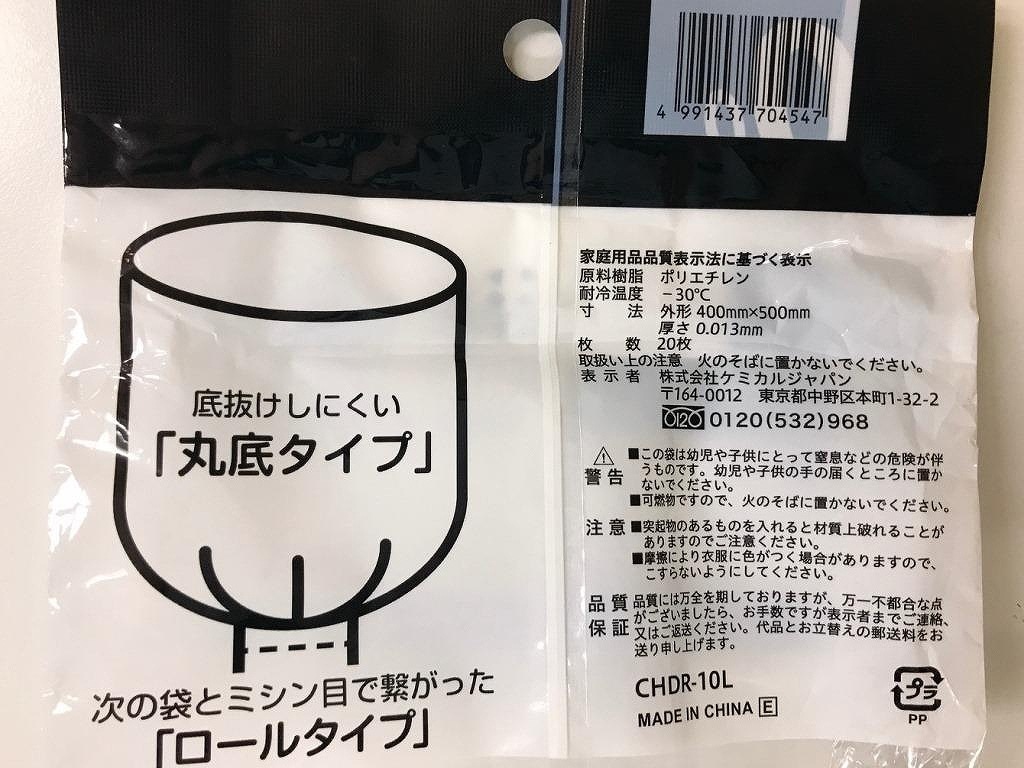 4 991437 704547
底抜けしにくい
「丸底タイプ」
次の袋とミシン目で繋がった
「ロールタイプ」
家庭用品品質表示法に基づく表示
原料樹脂 ポリエチレン
耐冷温度 －30℃
寸法 外形 400mm×500mm
厚さ 0.013mm
枚数 20枚
取扱い上の注意 火のそばに置かないでください。
表示者 株式会社ケミカルジャパン
〒164-0012 東京都中野区本町1-32-2
0120(532)968
警告 ■この袋は幼児や子供にとって窒息などの危険が伴
うものです。幼児や子供の手の届くところに置か
ないでください。
■可燃物ですので、火のそばに置かないでください。
注意 ■突起物のあるものを入れると材質上破れることが
ありますのでご注意ください。
■摩擦により衣服に色がつく場合がありますので、
こすらないようにしてください。
品質保証 品質には万全を期しておりますが、万一不都合な点
がございましたら、お手数ですが表示者までご連絡、
又はご返送ください。代品とお立替えの郵送料をお
送り申し上げます。
CHDR-10L
MADE IN CHINA E
プラ
PP